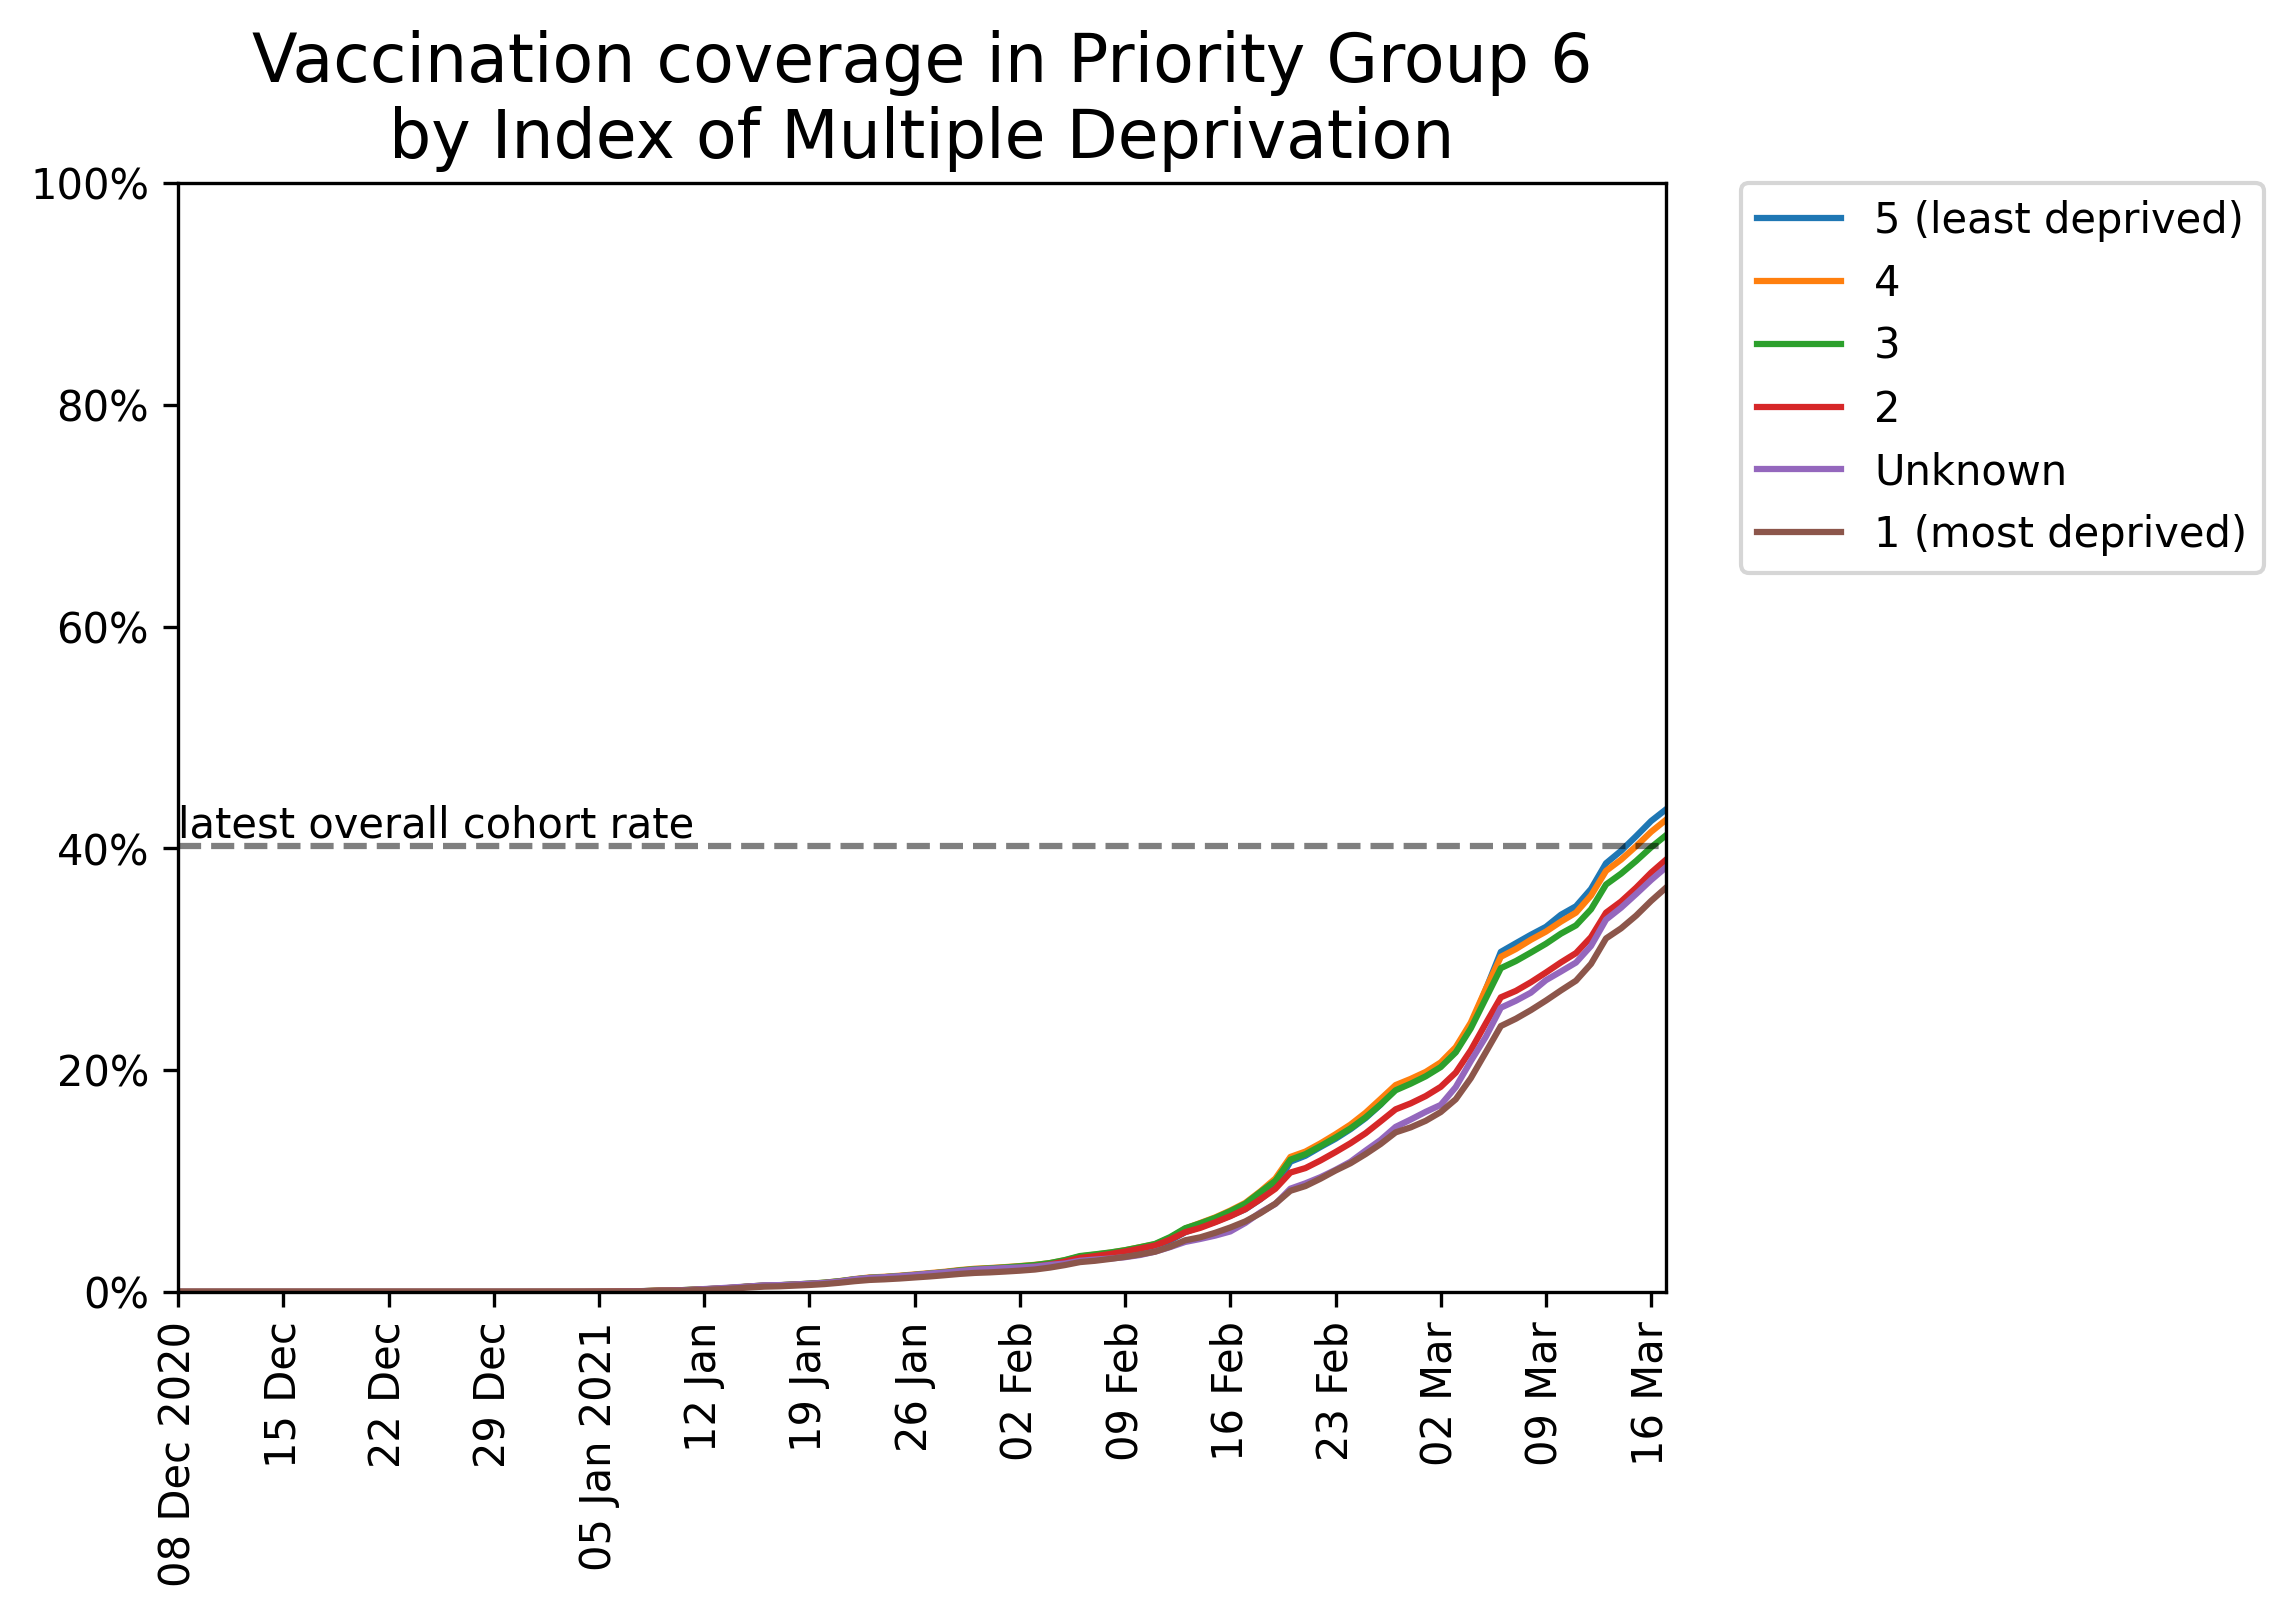 Vaccination coverage in Priority Group 6
by Index of Multiple Deprivation
100%
80%
60%
40%
20%
0%
latest overall cohort rate
08 Dec 2020
15 Dec
22 Dec
29 Dec
05 Jan 2021
12 Jan
19 Jan
26 Jan
02 Feb
09 Feb
16 Feb
23 Feb
02 Mar
09 Mar
16 Mar
5 (least deprived)
4
3
2
Unknown
1 (most deprived)